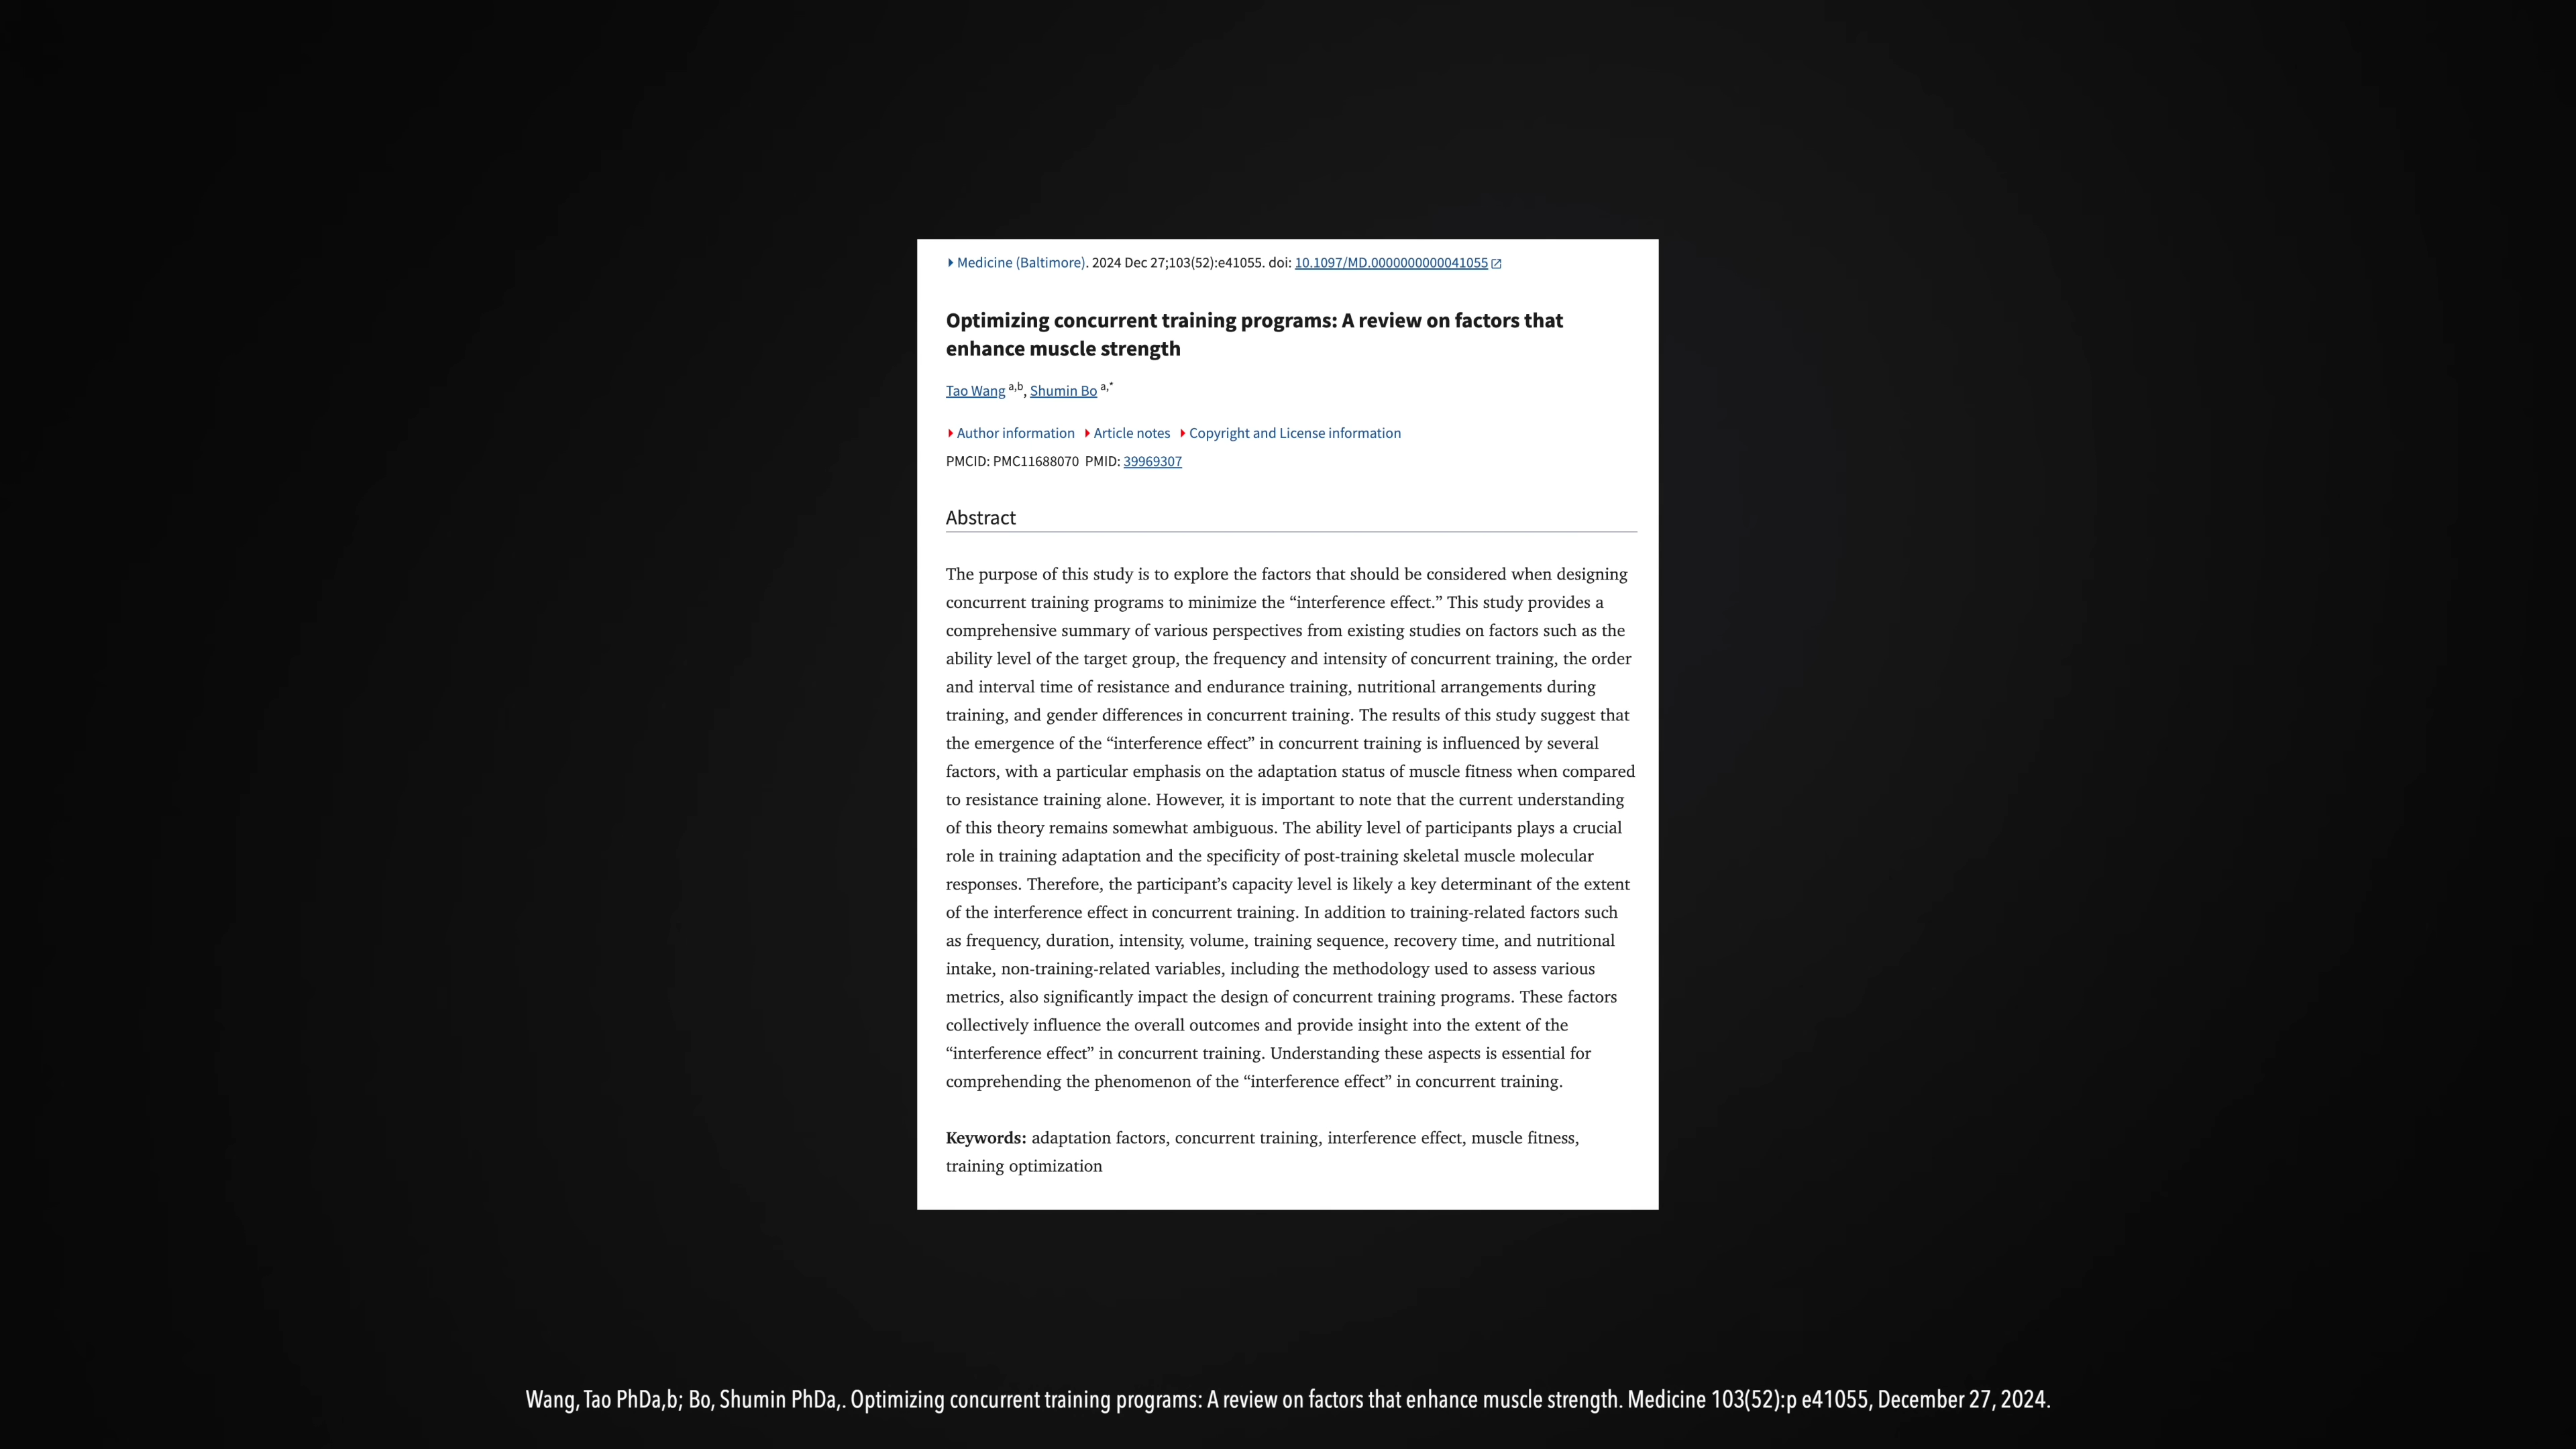 Medicine (Baltimore). 2024 Dec 27;103(52):e41055. doi: 10.1097/MD.0000000000041055
Optimizing concurrent training programs: A review on factors that
enhance muscle strength
Tao Wang a,b, Shumin Bo a,*
Author information Article notes Copyright and License information
PMCID: PMC11688070 PMID: 39969307
Abstract
The purpose of this study is to explore the factors that should be considered when designing
concurrent training programs to minimize the “interference effect.” This study provides a
comprehensive summary of various perspectives from existing studies on factors such as the
ability level of the target group, the frequency and intensity of concurrent training, the order
and interval time of resistance and endurance training, nutritional arrangements during
training, and gender differences in concurrent training. The results of this study suggest that
the emergence of the “interference effect” in concurrent training is influenced by several
factors, with a particular emphasis on the adaptation status of muscle fitness when compared
to resistance training alone. However, it is important to note that the current understanding
of this theory remains somewhat ambiguous. The ability level of participants plays a crucial
role in training adaptation and the specificity of post-training skeletal muscle molecular
responses. Therefore, the participant’s capacity level is likely a key determinant of the extent
of the interference effect in concurrent training. In addition to training-related factors such
as frequency, duration, intensity, volume, training sequence, recovery time, and nutritional
intake, non-training-related variables, including the methodology used to assess various
metrics, also significantly impact the design of concurrent training programs. These factors
collectively influence the overall outcomes and provide insight into the extent of the
“interference effect” in concurrent training. Understanding these aspects is essential for
comprehending the phenomenon of the “interference effect” in concurrent training.
Keywords: adaptation factors, concurrent training, interference effect, muscle fitness,
training optimization
Wang, Tao PhDa,b; Bo, Shumin PhDa,. Optimizing concurrent training programs: A review on factors that enhance muscle strength. Medicine 103(52):p e41055, December 27, 2024.